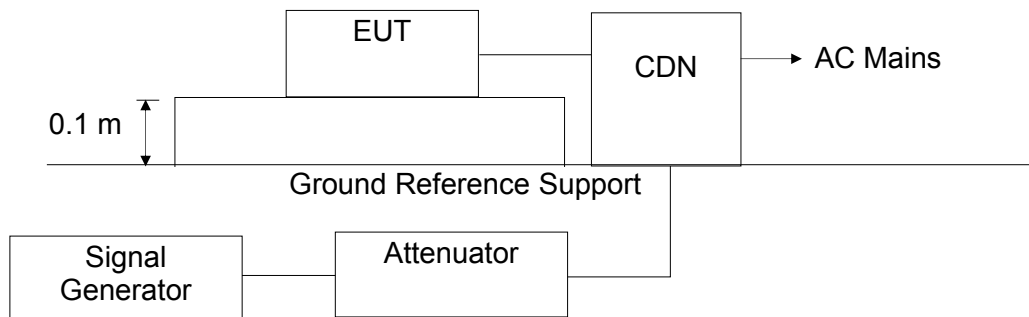 EUT
CDN
AC Mains
0.1 m
Ground Reference Support
Signal
Generator
Attenuator